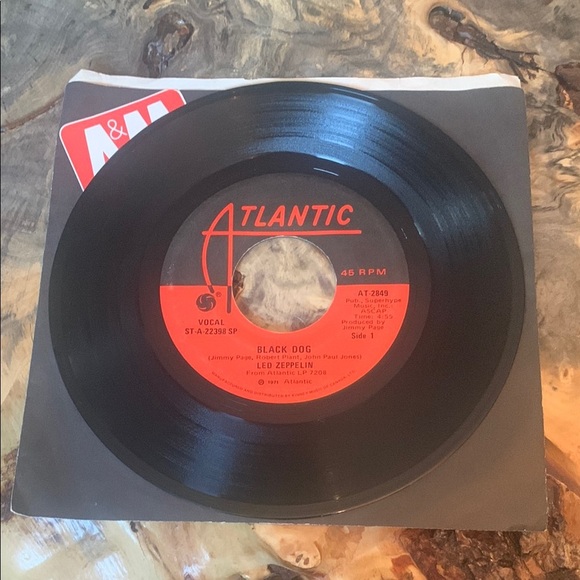 A&M
ATLANTIC
45 RPM
AT-2849
Pub., Superhype
Music, Inc.
ASCAP
Time: 4:55
Produced by
Jimmy Page
Side 1
VOCAL
ST-A-22398 SP
BLACK DOG
(Jimmy Page, Robert Plant, John Paul Jones)
LED ZEPPELIN
From Atlantic LP 7208
℗ 1971 Atlantic